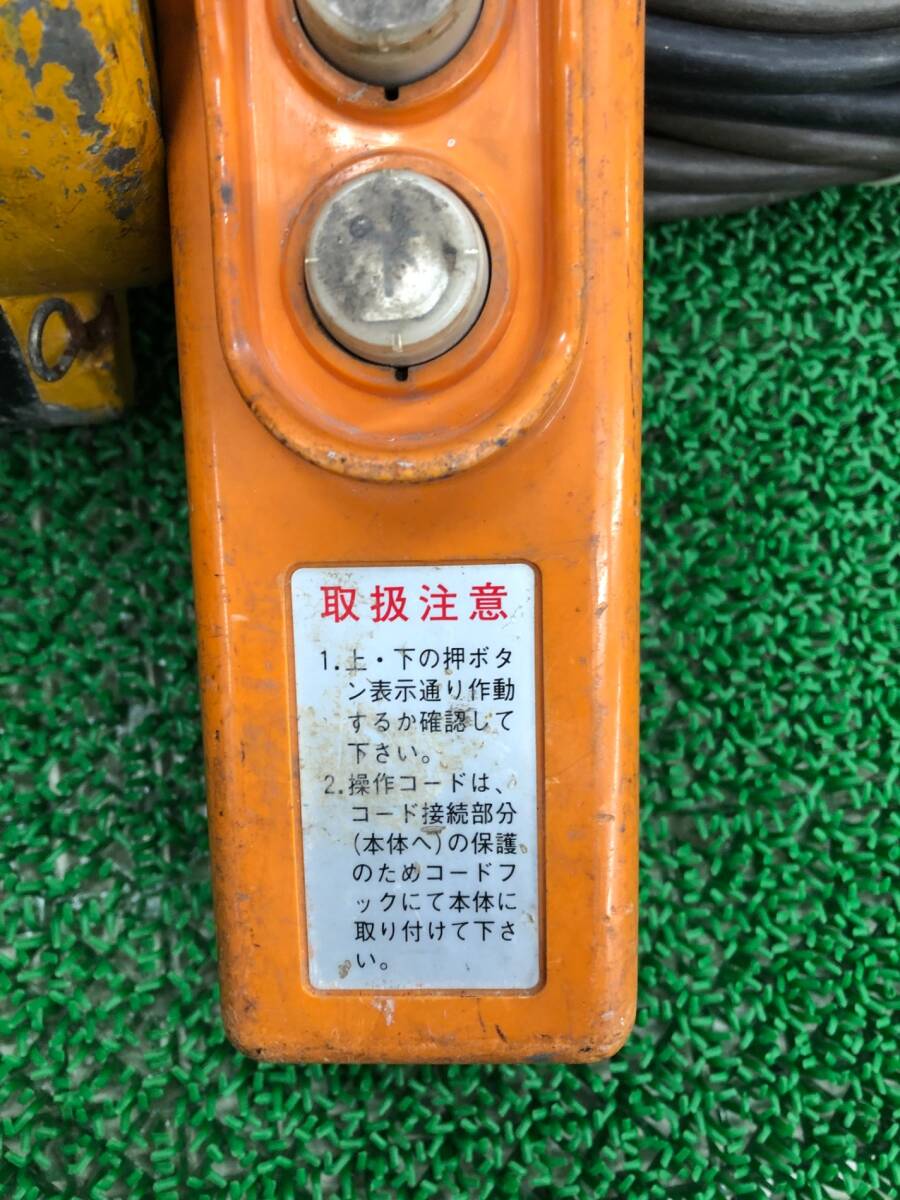 取扱注意
1.上・下の押ボタ
ン表示通り作動
するか確認して
下さい。
2.操作コードは、
コード接続部分
(本体へ)の保護
のためコードフ
ックにて本体に
取り付けて下さ
い。